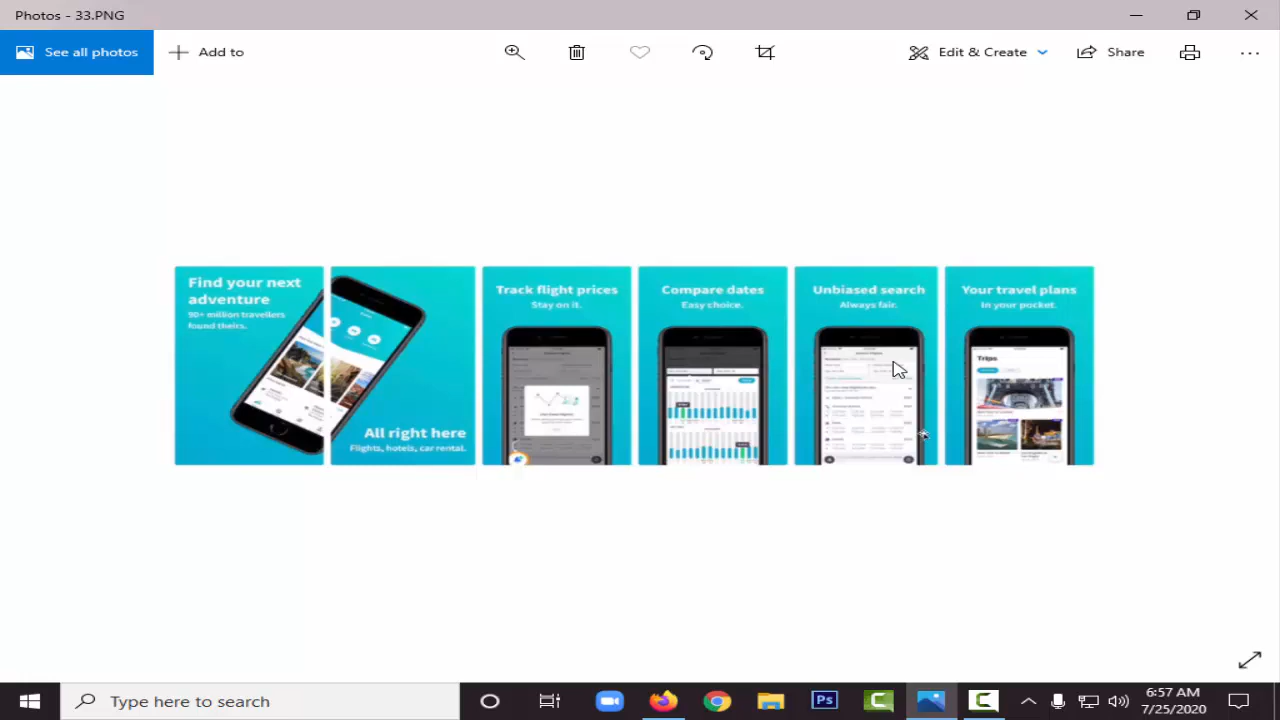 Photos - 33.PNG
See all photos
Add to
Edit & Create
Share
Find your next
adventure
90+ million travellers
found theirs.
All right here
Flights, hotels, car rental.
Track flight prices
Stay on it.
Compare dates
Easy choice.
Unbiased search
Always fair.
Your travel plans
In your pocket.
Trips
Type here to search
Ps
6:57 AM
7/25/2020